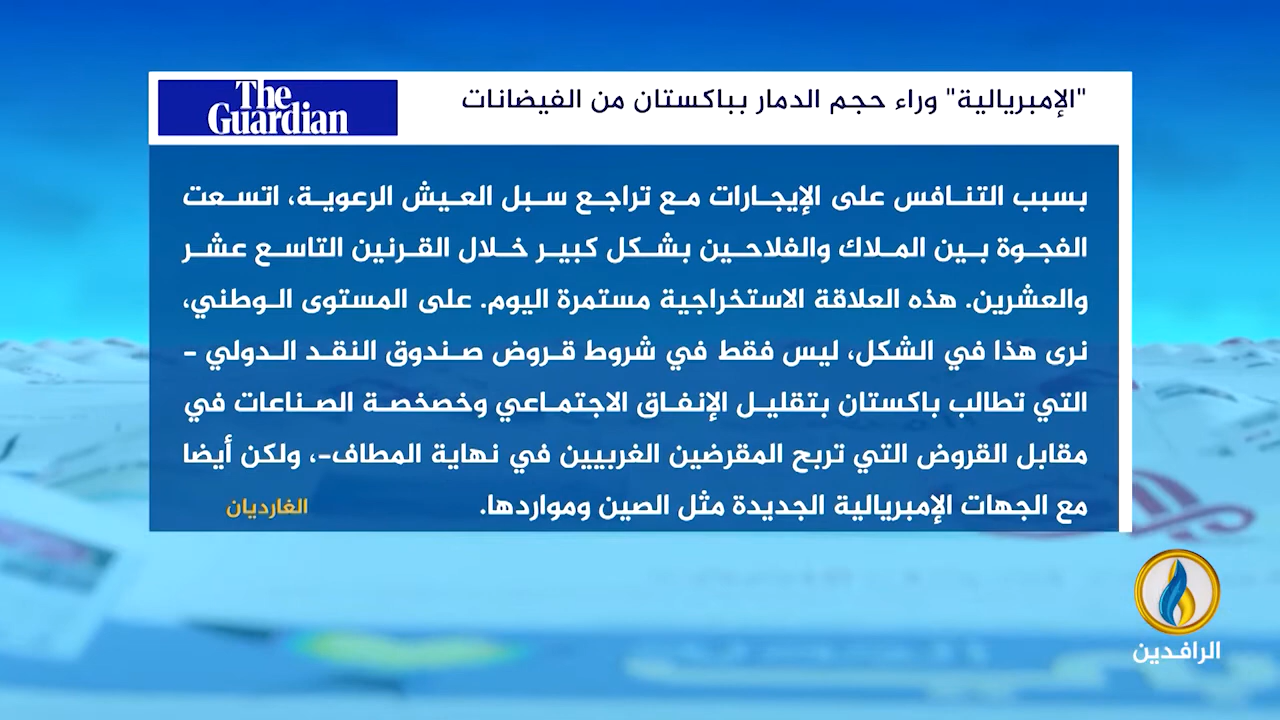 The
Guardian
"الإمبريالية" وراء حجم الدمار بباكستان من الفيضانات
بسبب التنافس على الإيجارات مع تراجع سبل العيش الرعوية، اتسعت
الفجوة بين الملاك والفلاحين بشكل كبير خلال القرنين التاسع عشر
والعشرين. هذه العلاقة الاستخراجية مستمرة اليوم. على المستوى الوطني،
نرى هذا في الشكل، ليس فقط في شروط قروض صندوق النقد الدولي -
التي تطالب باكستان بتقليل الإنفاق الاجتماعي وخصخصة الصناعات في
مقابل القروض التي تربح المقرضين الغربيين في نهاية المطاف-، ولكن أيضا
مع الجهات الإمبريالية الجديدة مثل الصين ومواردها.
الغارديان
الرافدين